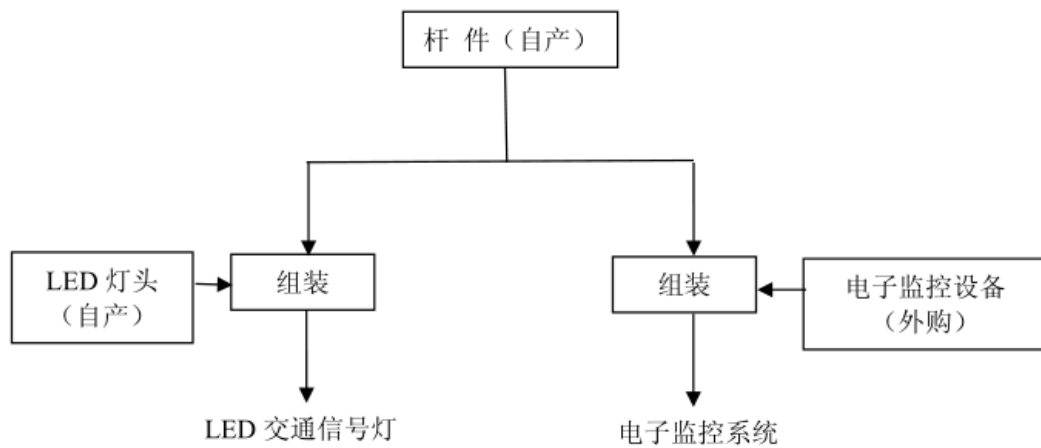 杆 件（自产）
LED 灯头
（自产）
组装
组装
电子监控设备
（外购）
LED 交通信号灯
电子监控系统